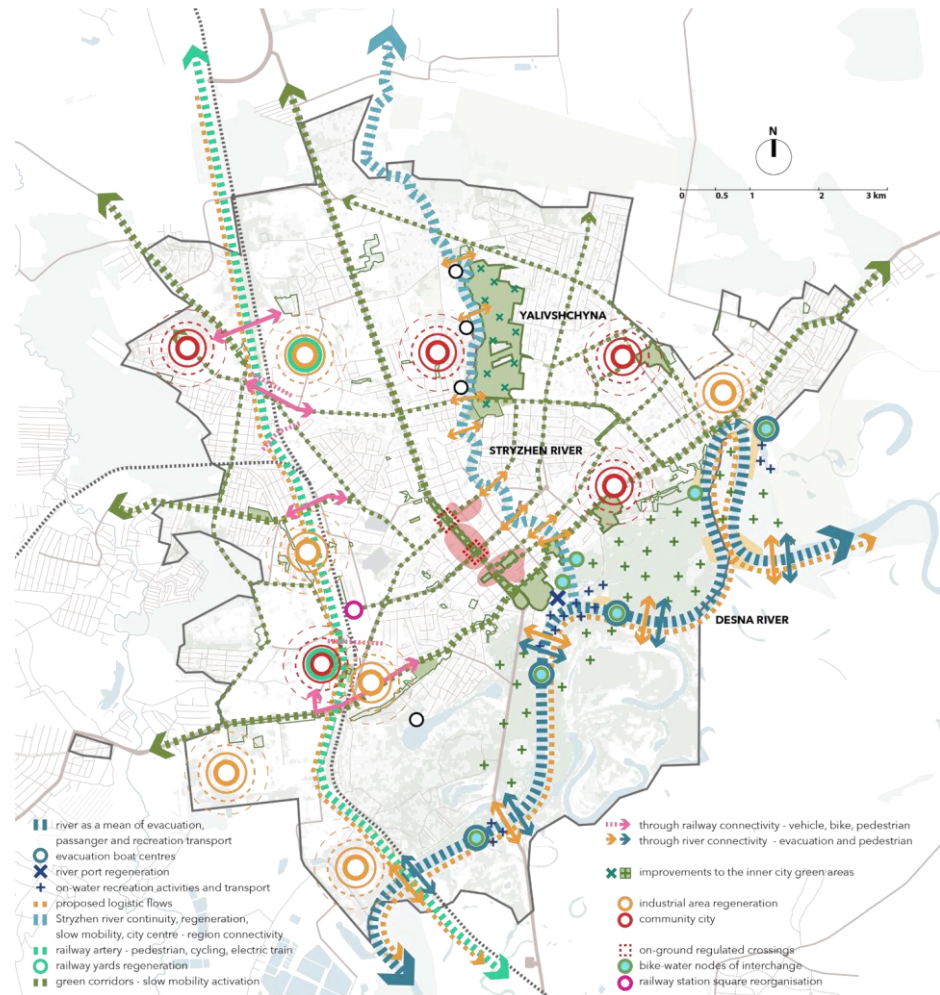 N
0 0.5 1 2 3 km
YALIVSHCHYNA
STRYZHEN RIVER
DESNA RIVER
river as a mean of evacuation,
passanger and recreation transport
evacuation boat centres
river port regeneration
on-water recreation activities and transport
proposed logistic flows
Stryzhen river continuity, regeneration,
slow mobility, city centre - region connectivity
railway artery - pedestrian, cycling, electric train
railway yards regeneration
green corridors - slow mobility activation
through railway connectivity - vehicle, bike, pedestrian
through river connectivity - evacuation and pedestrian
improvements to the inner city green areas
industrial area regeneration
community city
on-ground regulated crossings
bike-water nodes of interchange
railway station square reorganisation